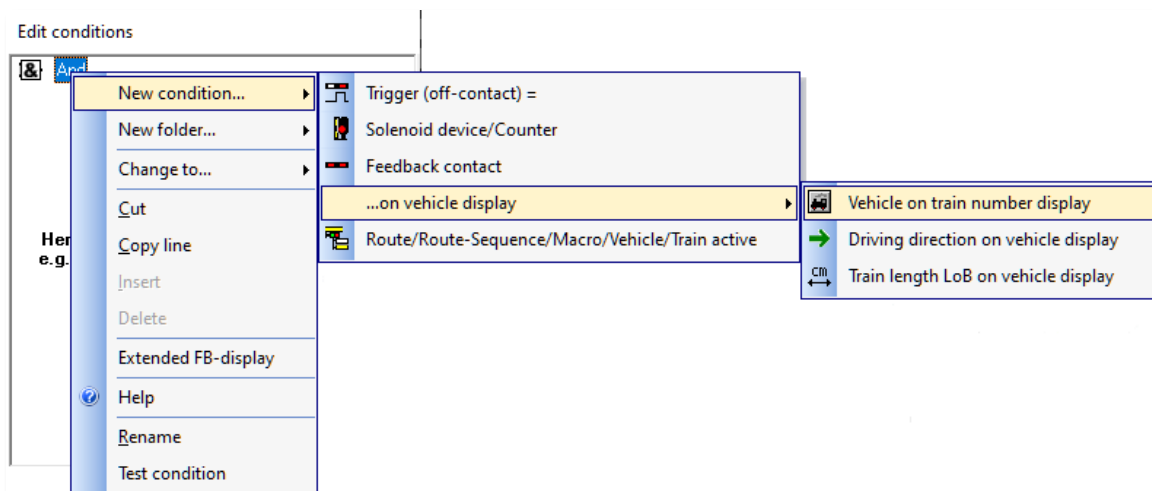 Edit conditions
& And
New condition...
New folder...
Change to...
Cut
Copy line
Insert
Delete
Extended FB-display
Help
Rename
Test condition
Her
e.g.
Trigger (off-contact) =
Solenoid device/Counter
Feedback contact
...on vehicle display
Route/Route-Sequence/Macro/Vehicle/Train active
Vehicle on train number display
Driving direction on vehicle display
cm
Train length LoB on vehicle display